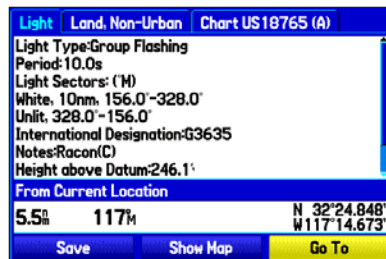 Light Land, Non-Urban Chart US18765 (A)
Light Type:Group Flashing
Period:10.0s
Light Sectors: (°M)
White, 10nm, 156.0°-328.0°
Unlit, 328.0°-156.0°
International Designation:G3635
Notes:Racon(C)
Height above Datum:246.1
From Current Location
5.5 117°M N 32°24.848'
W117°14.673'
Save Show Map Go To